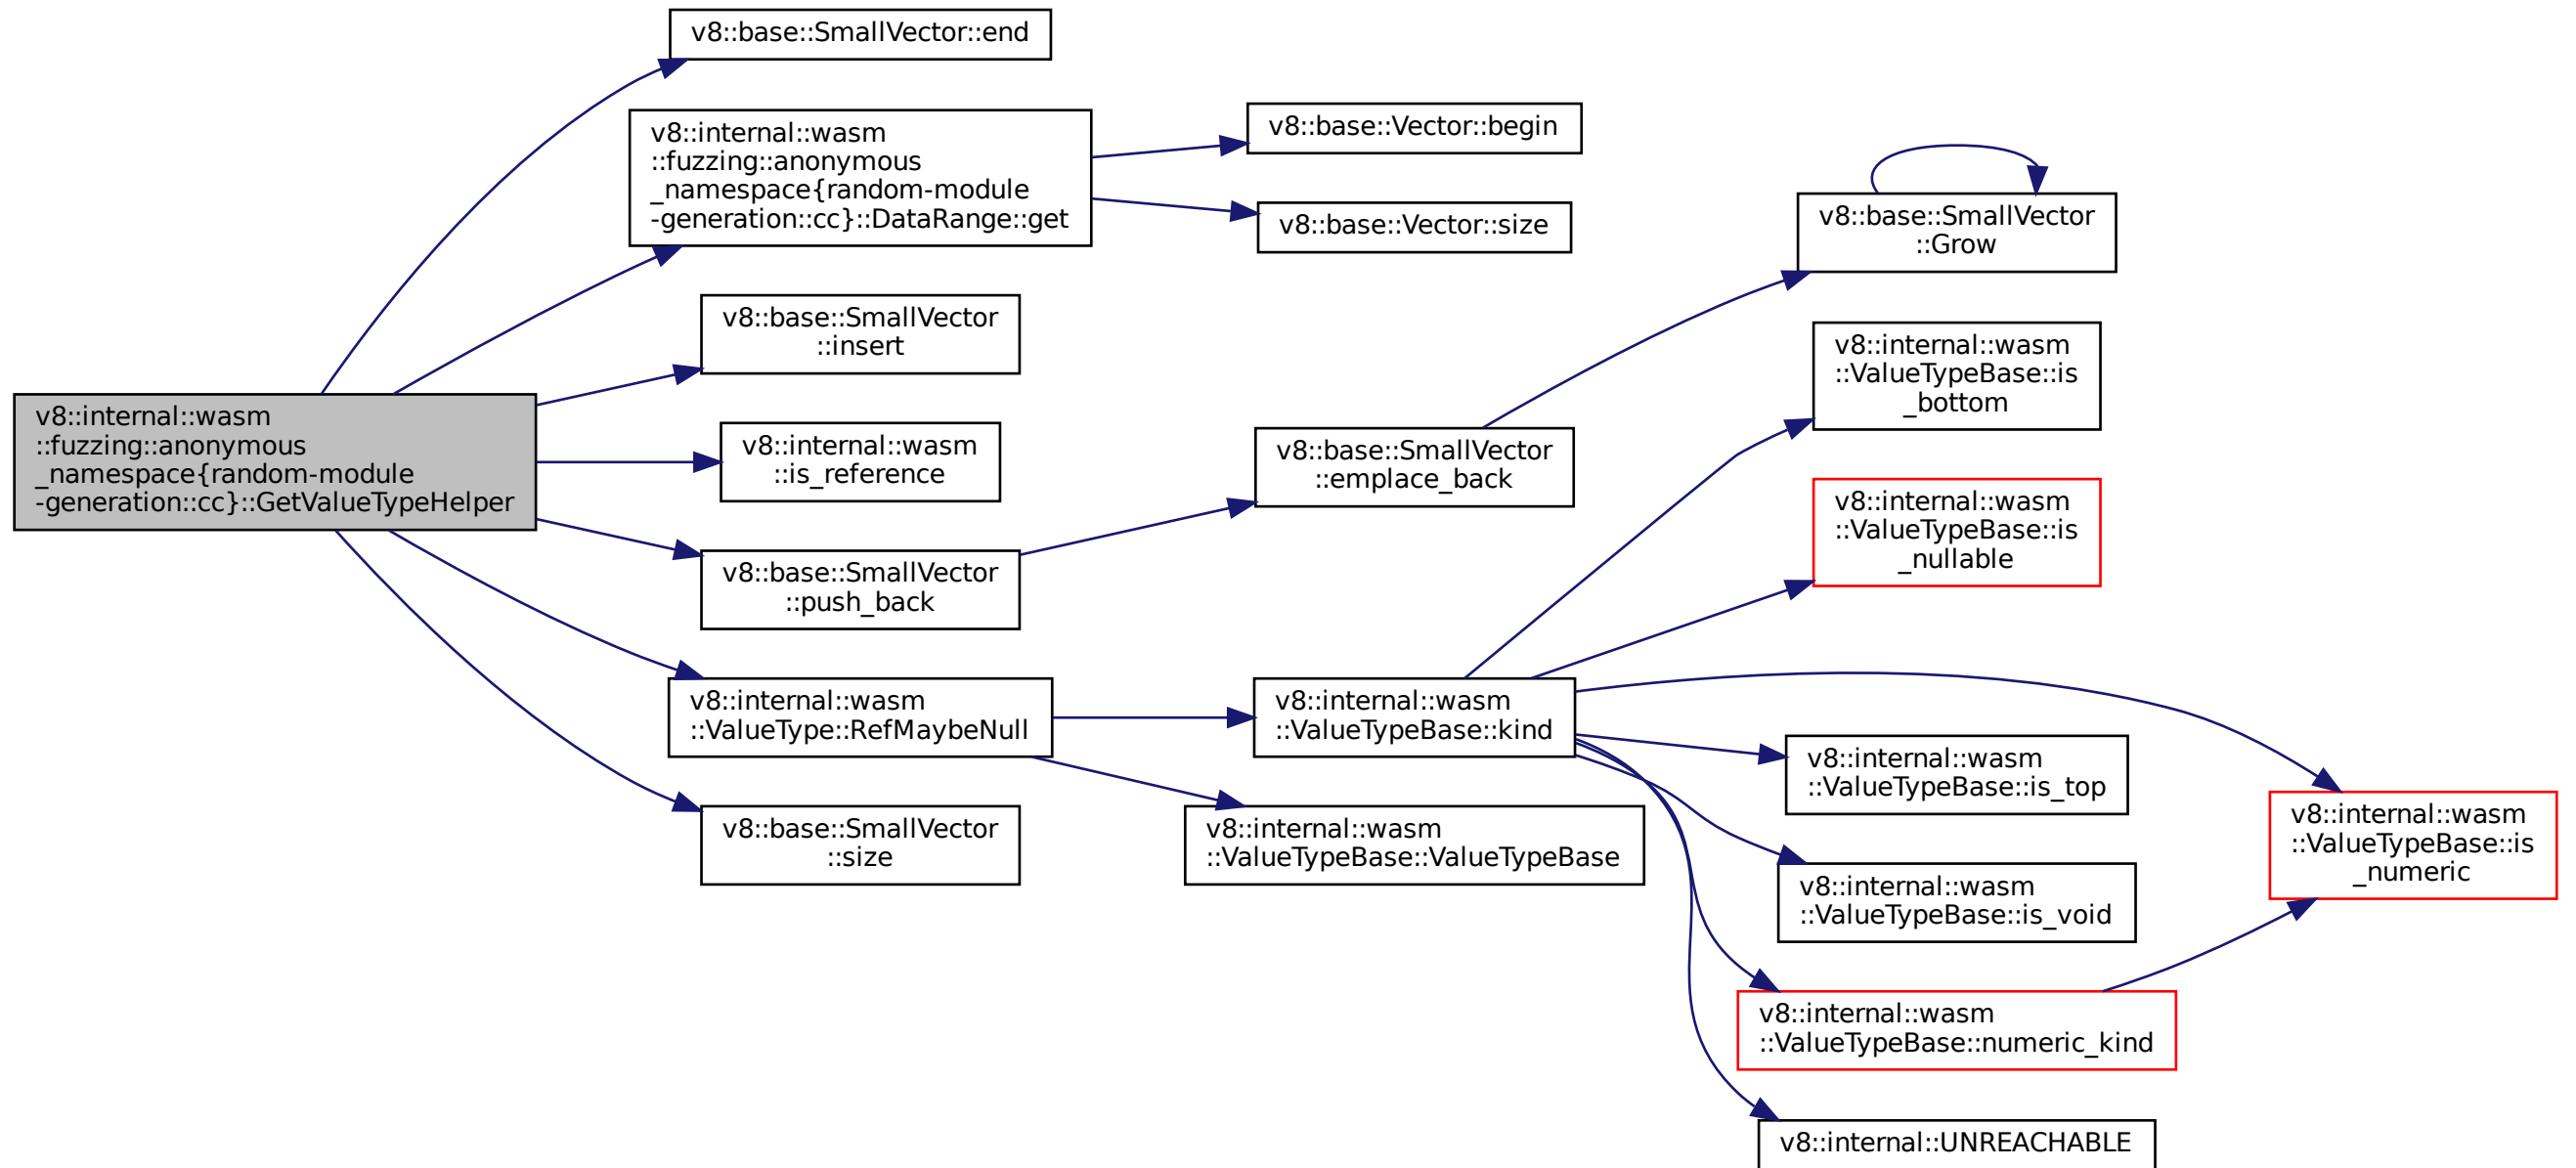 v8::base::SmallVector::end
v8::internal::wasm
::fuzzing::anonymous
_namespace{random-module
-generation::cc}::DataRange::get
v8::base::Vector::begin
v8::base::Vector::size
v8::base::SmallVector
::Grow
v8::base::SmallVector
::insert
v8::internal::wasm
::ValueTypeBase::is
_bottom
v8::internal::wasm
::fuzzing::anonymous
_namespace{random-module
-generation::cc}::GetValueTypeHelper
v8::internal::wasm
::is_reference
v8::base::SmallVector
::emplace_back
v8::internal::wasm
::ValueTypeBase::is
_nullable
v8::base::SmallVector
::push_back
v8::internal::wasm
::ValueType::RefMaybeNull
v8::internal::wasm
::ValueTypeBase::kind
v8::internal::wasm
::ValueTypeBase::is_top
v8::internal::wasm
::ValueTypeBase::is
_numeric
v8::base::SmallVector
::size
v8::internal::wasm
::ValueTypeBase::ValueTypeBase
v8::internal::wasm
::ValueTypeBase::is_void
v8::internal::wasm
::ValueTypeBase::numeric_kind
v8::internal::UNREACHABLE